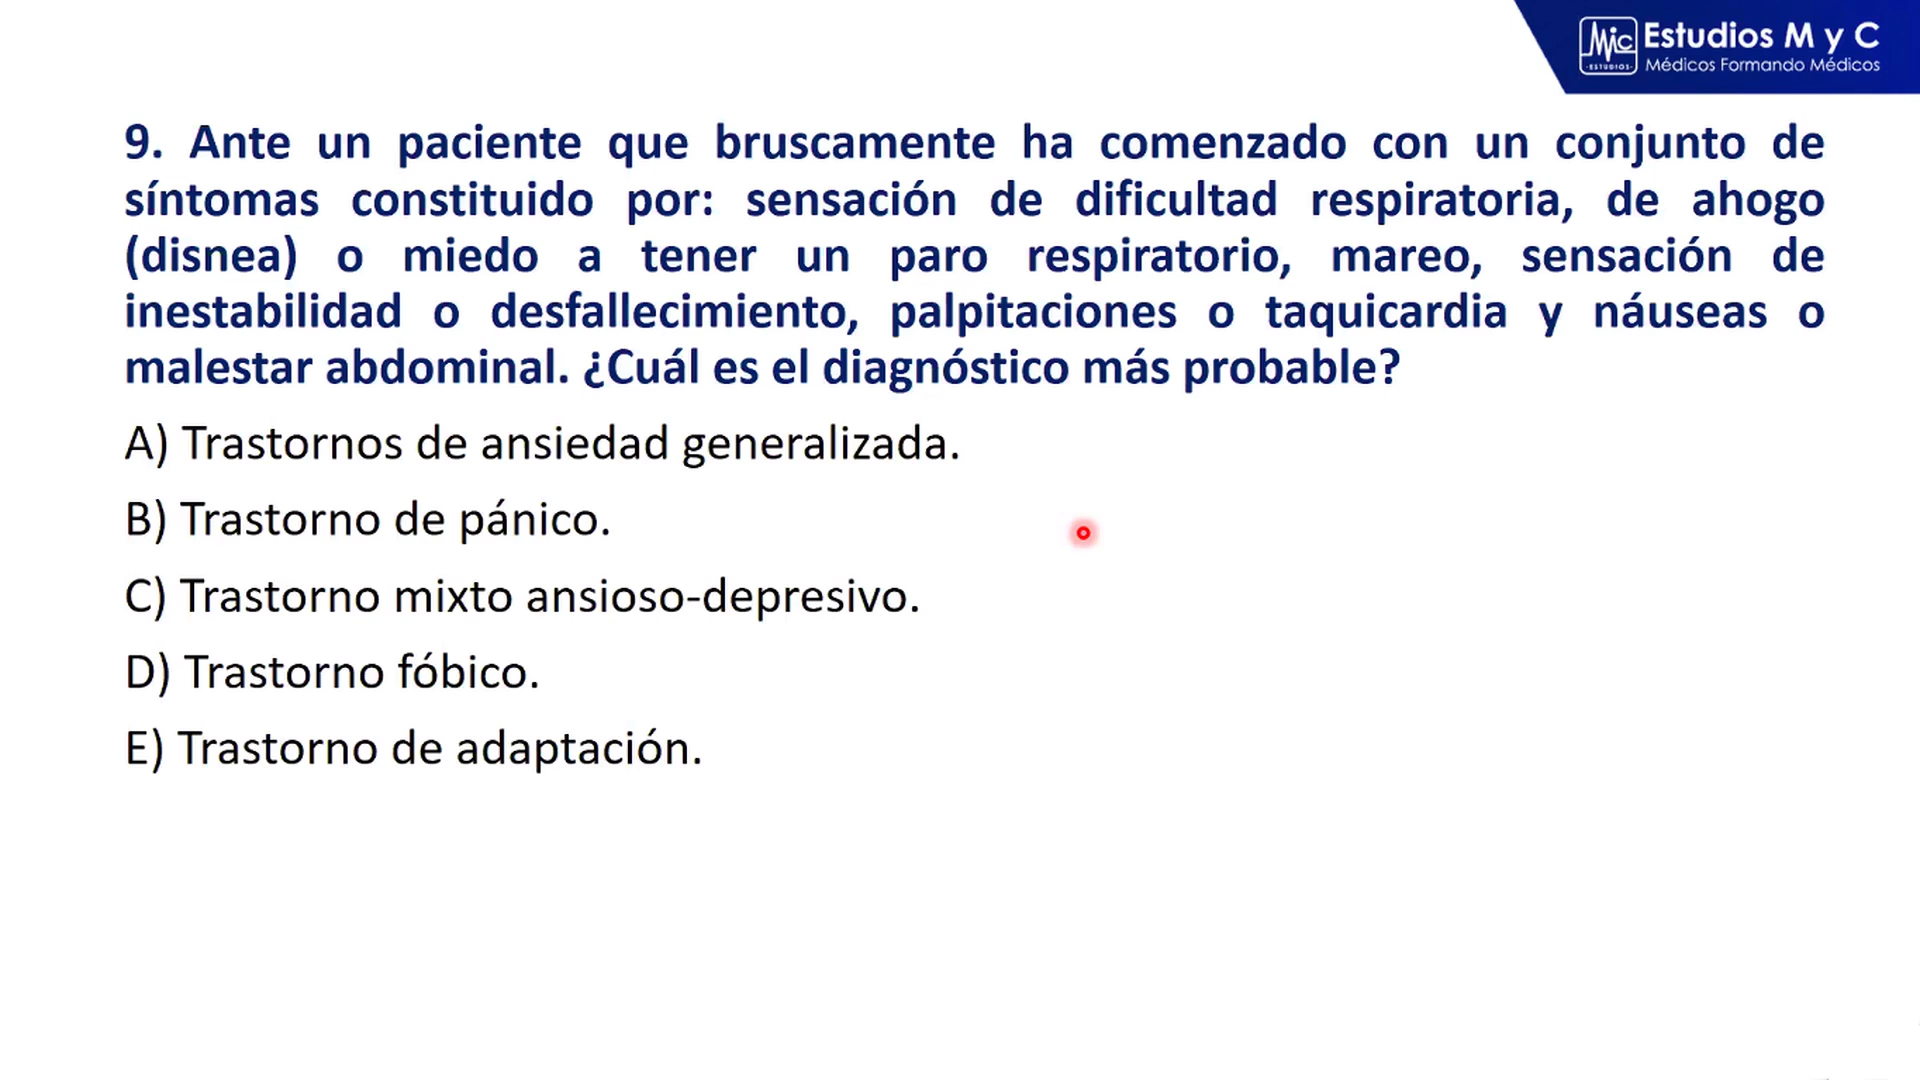 Mic
ESTUDIOS
Estudios M y C
Médicos Formando Médicos
9. Ante un paciente que bruscamente ha comenzado con un conjunto de
síntomas constituido por: sensación de dificultad respiratoria, de ahogo
(disnea) o miedo a tener un paro respiratorio, mareo, sensación de
inestabilidad o desfallecimiento, palpitaciones o taquicardia y náuseas o
malestar abdominal. ¿Cuál es el diagnóstico más probable?
A) Trastornos de ansiedad generalizada.
B) Trastorno de pánico.
C) Trastorno mixto ansioso-depresivo.
D) Trastorno fóbico.
E) Trastorno de adaptación.